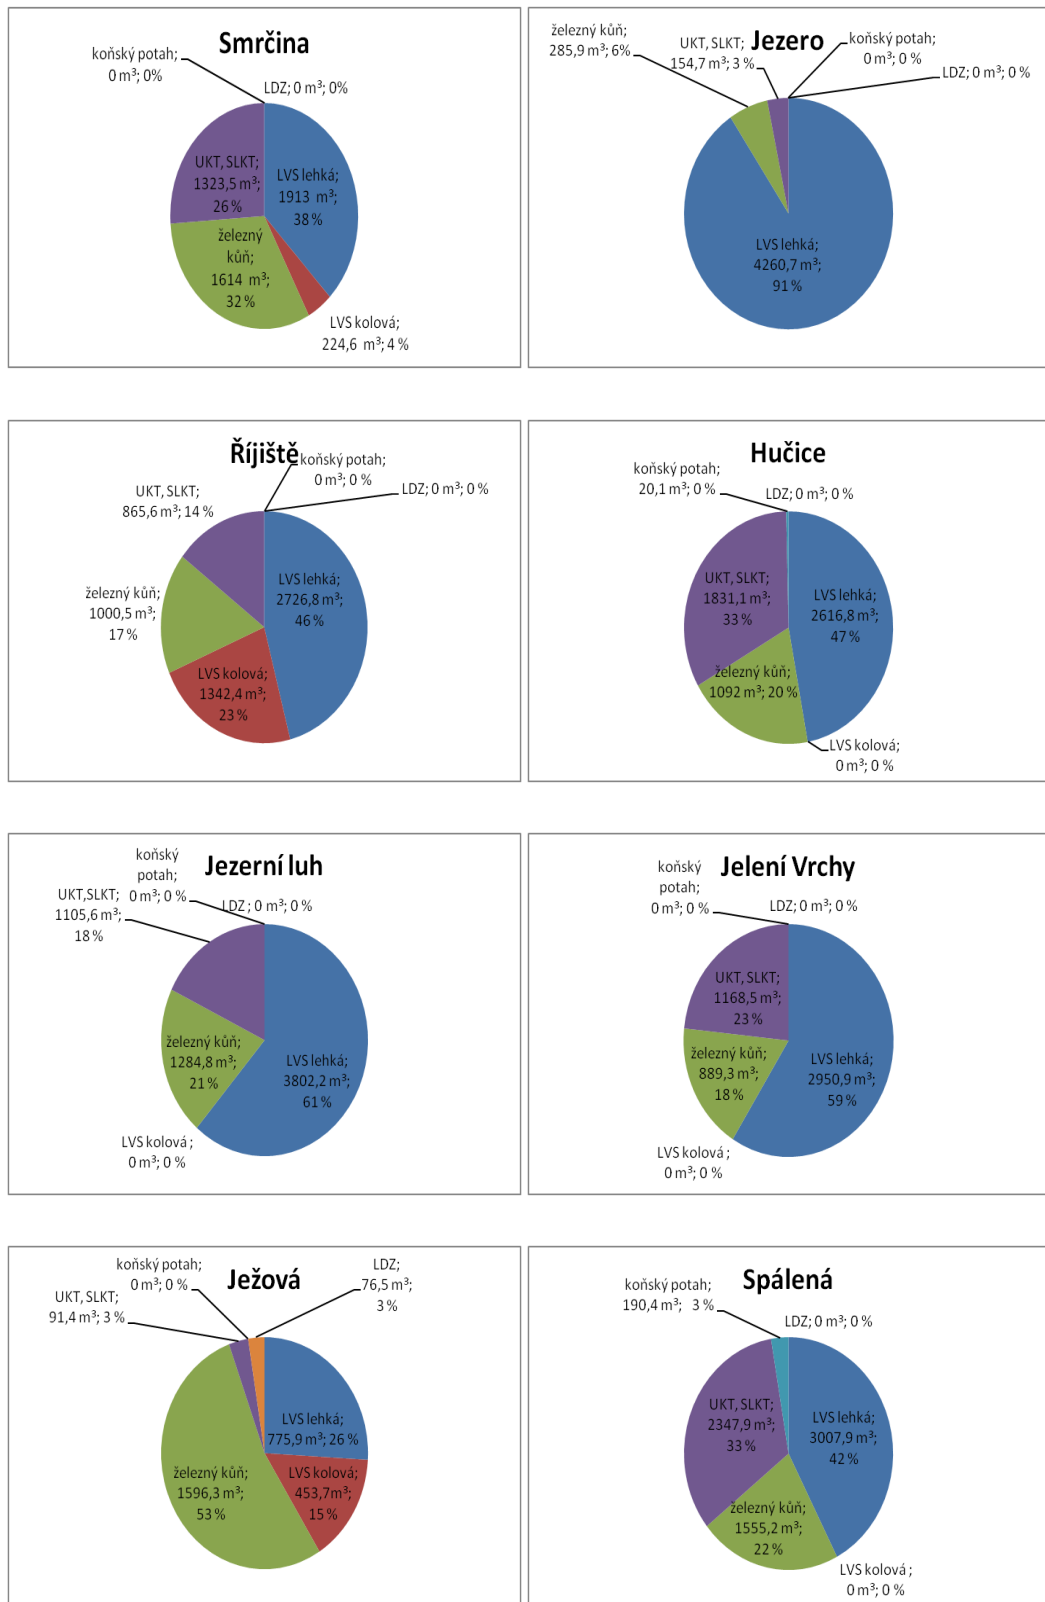 Smrčina
koňský potah;
0 m³; 0%
LDZ; 0 m³; 0%
UKT, SLKT;
1323,5 m³;
26 %
LVS lehká;
1913 m³;
38 %
železný
kůň;
1614 m³;
32 %
LVS kolová;
224,6 m³; 4 %
Jezero
železný kůň;
285,9 m³; 6%
UKT, SLKT;
154,7 m³; 3 %
koňský potah;
0 m³; 0 %
LDZ; 0 m³; 0 %
LVS lehká;
4260,7 m³;
91 %
Říjiště
koňský potah;
0 m³; 0 %
LDZ; 0 m³; 0 %
UKT, SLKT;
865,6 m³; 14 %
LVS lehká;
2726,8 m³;
46 %
železný kůň;
1000,5 m³;
17 %
LVS kolová;
1342,4 m³;
23 %
Hučice
koňský potah;
20,1 m³; 0 %
LDZ; 0 m³; 0 %
UKT, SLKT;
1831,1 m³;
33 %
LVS lehká;
2616,8 m³;
47 %
železný kůň;
1092 m³; 20 %
LVS kolová;
0 m³; 0 %
Jezerní luh
koňský
potah;
0 m³; 0 %
LDZ ; 0 m³; 0 %
UKT,SLKT;
1105,6 m³;
18 %
železný kůň;
1284,8 m³;
21 %
LVS lehká;
3802,2 m³;
61 %
LVS kolová ;
0 m³; 0 %
Jelení Vrchy
koňský
potah;
0 m³; 0 %
LDZ; 0 m³; 0 %
UKT, SLKT;
1168,5 m³;
23 %
železný kůň;
889,3 m³;
18 %
LVS lehká;
2950,9 m³;
59 %
LVS kolová ;
0 m³; 0 %
Ježová
koňský potah;
0 m³; 0 %
LDZ;
76,5 m³;
3 %
UKT, SLKT;
91,4 m³; 3 %
LVS lehká;
775,9 m³; 26 %
železný kůň;
1596,3 m³;
53 %
LVS kolová;
453,7m³;
15 %
Spálená
koňský potah;
190,4 m³; 3 %
LDZ; 0 m³; 0 %
UKT, SLKT;
2347,9 m³;
33 %
LVS lehká;
3007,9 m³;
42 %
železný kůň;
1555,2 m³;
22 %
LVS kolová ;
0 m³; 0 %